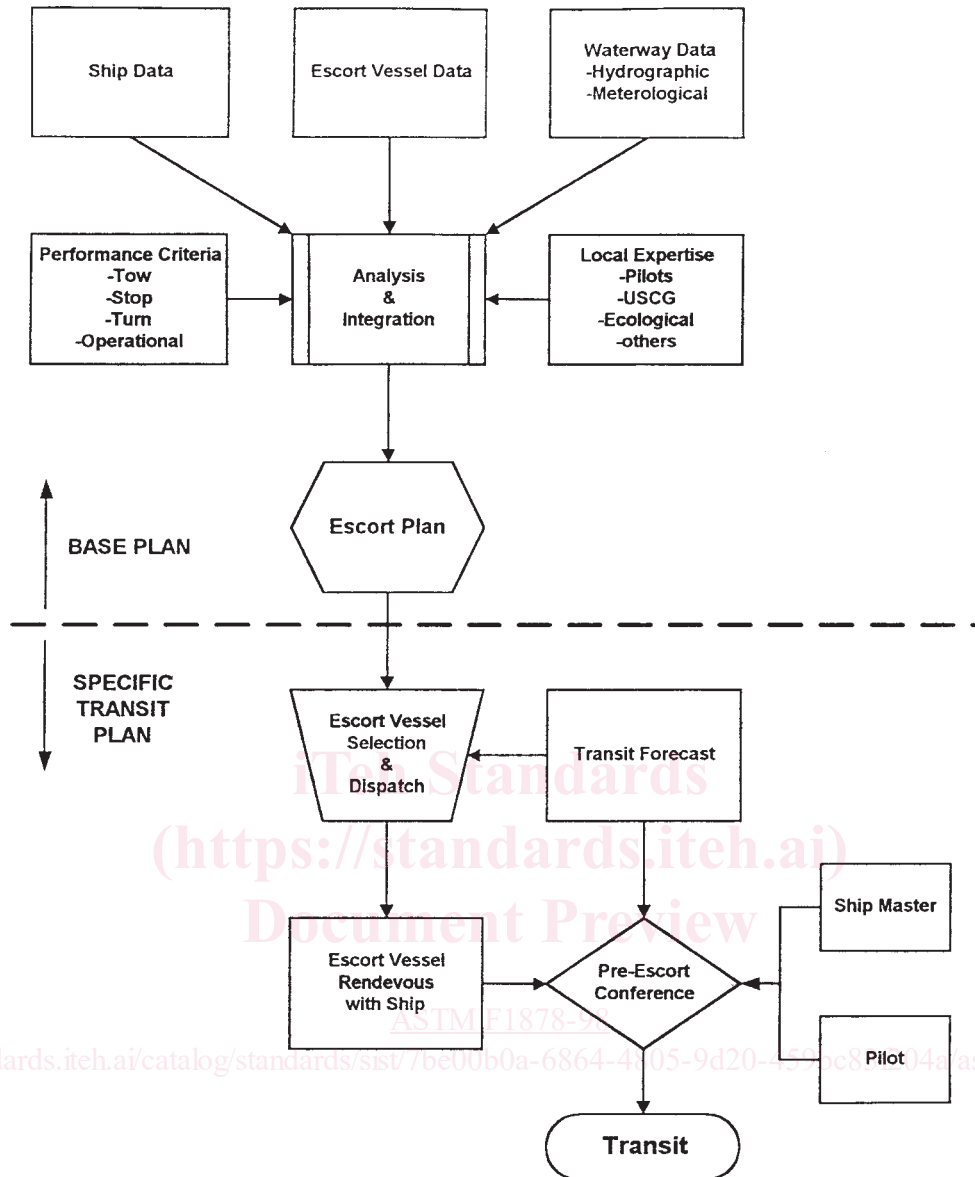 Ship Data
Escort Vessel Data
Waterway Data
-Hydrographic
-Meterological
Performance Criteria
-Tow
-Stop
-Turn
-Operational
Analysis
&
Integration
Local Expertise
-Pilots
-USCG
-Ecological
-others
Escort Plan
BASE PLAN
SPECIFIC
TRANSIT
PLAN
Escort Vessel
Selection
&
Dispatch
Transit Forecast
iTeh Standards
(https://standards.iteh.ai)
Document Preview
Ship Master
Escort Vessel
Rendevous
with Ship
Pre-Escort
Conference
ASTM F1878-98
Pilot
Transit